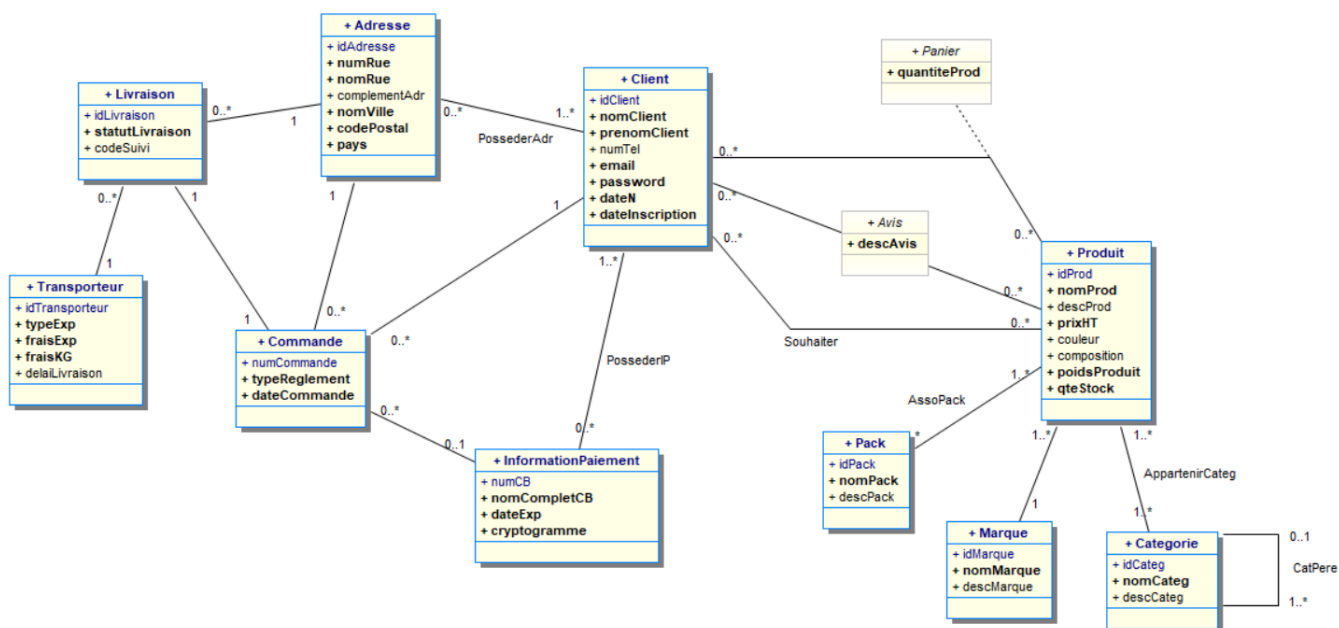 + Adresse
+ idAdresse
+ numRue
+ nomRue
+ complementAdr
+ nomVille
+ codePostal
+ pays
+ Panier
+ quantiteProd
+ Livraison
+ idLivraison
+ statutLivraison
+ codeSuivi
+ Client
+ idClient
+ nomClient
+ prenomClient
+ numTel
+ email
+ password
+ dateN
+ dateInscription
0..*
1
0..*
1..*
PossederAdr
0..*
0..*
1
1
1
0..*
0..*
+ Avis
+ descAvis
0..*
+ Produit
+ idProd
+ nomProd
+ descProd
+ prixHT
+ couleur
+ composition
+ poidsProduit
+ qteStock
1
1..*
0..*
+ Transporteur
+ idTransporteur
+ typeExp
+ fraisExp
+ fraisKG
+ delaiLivraison
1
0..*
0..*
0..*
Souhaiter
+ Commande
+ numCommande
+ typeReglement
+ dateCommande
PossederIP
1..*
AssoPack
0..*
0..1
0..*
*
1..*
1..*
+ Pack
+ idPack
+ nomPack
+ descPack
+ InformationPaiement
+ numCB
+ nomCompletCB
+ dateExp
+ cryptogramme
AppartenirCateg
1
1..*
+ Marque
+ idMarque
+ nomMarque
+ descMarque
+ Categorie
+ idCateg
+ nomCateg
+ descCateg
0..1
CatPere
1..*